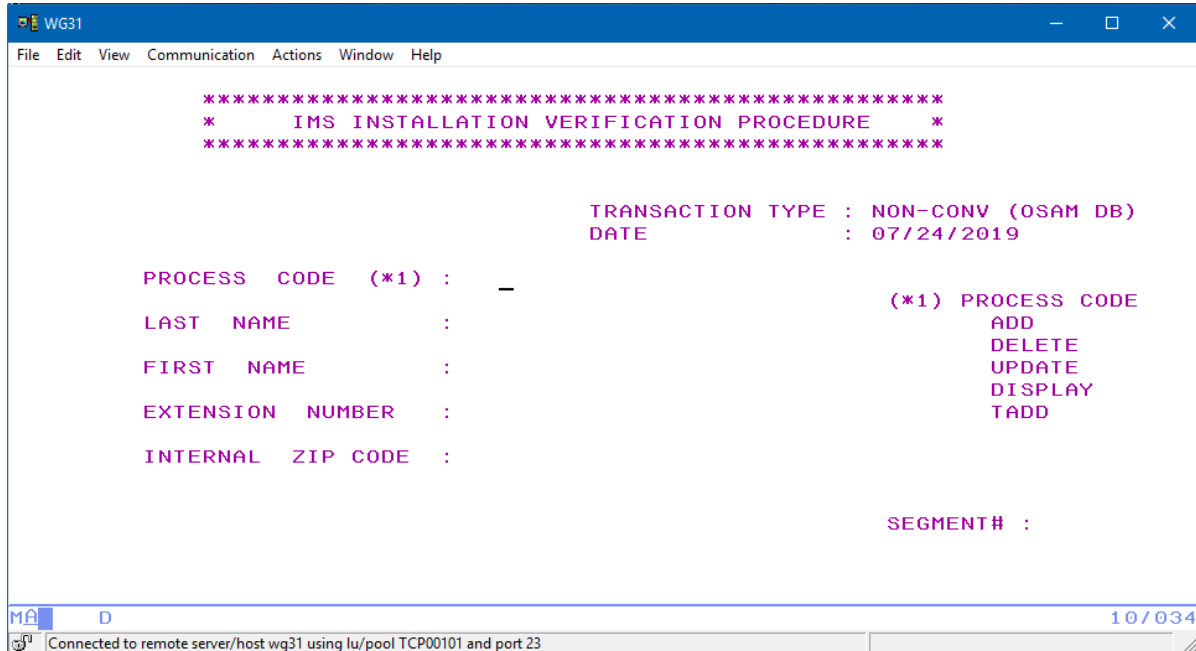 WG31
File Edit View Communication Actions Window Help
**************************************************
* IMS INSTALLATION VERIFICATION PROCEDURE *
**************************************************
TRANSACTION TYPE : NON-CONV (OSAM DB)
DATE : 07/24/2019
PROCESS CODE (*1) : _
(*1) PROCESS CODE
LAST NAME : ADD
DELETE
FIRST NAME : UPDATE
DISPLAY
EXTENSION NUMBER : TADD
INTERNAL ZIP CODE :
SEGMENT# :
MA D 10/034
Connected to remote server/host wg31 using lu/pool TCP00101 and port 23